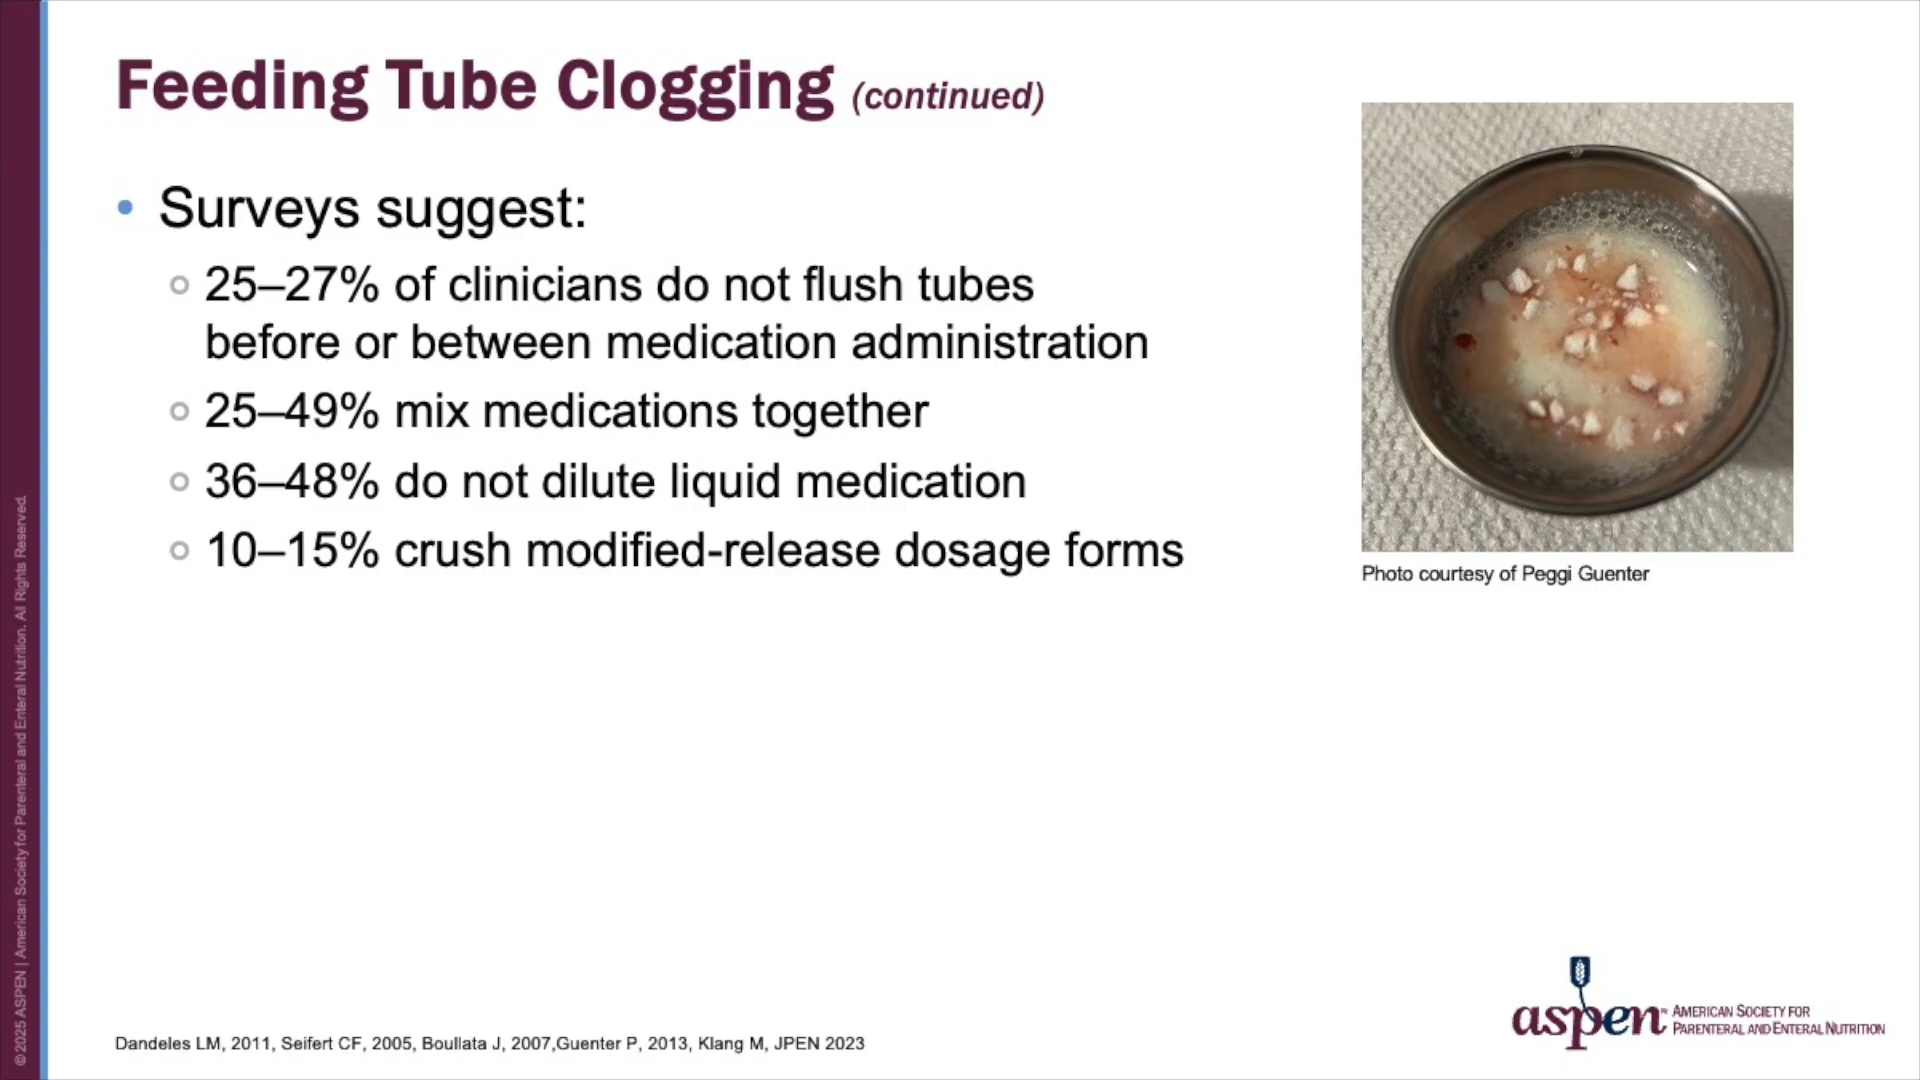 Feeding Tube Clogging (continued)
• Surveys suggest:
○ 25–27% of clinicians do not flush tubes
before or between medication administration
○ 25–49% mix medications together
○ 36–48% do not dilute liquid medication
○ 10–15% crush modified-release dosage forms
Photo courtesy of Peggi Guenter
©2025 ASPEN | American Society for Parenteral and Enteral Nutrition. All Rights Reserved.
Dandeles LM, 2011, Seifert CF, 2005, Boullata J, 2007,Guenter P, 2013, Klang M, JPEN 2023
aspen™ AMERICAN SOCIETY FOR
PARENTERAL AND ENTERAL NUTRITION